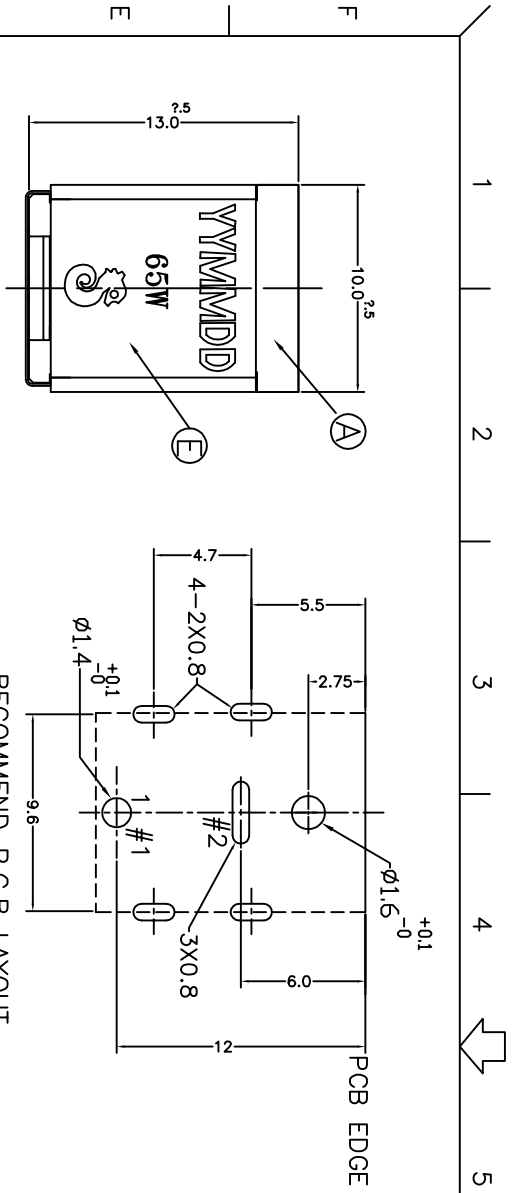 1
2
3
4
5
F
E
10.0?.5
13.0?.5
YYMMDD
65W
A
E
PCB EDGE
5.5
2.75
4.7
4-2X0.8
Ø1.6 +0.1 -0
6.0
12
#2
3X0.8
1
#1
Ø1.4 +0.1 -0
9.6
RECOMMEND P.C.B LAYOUT